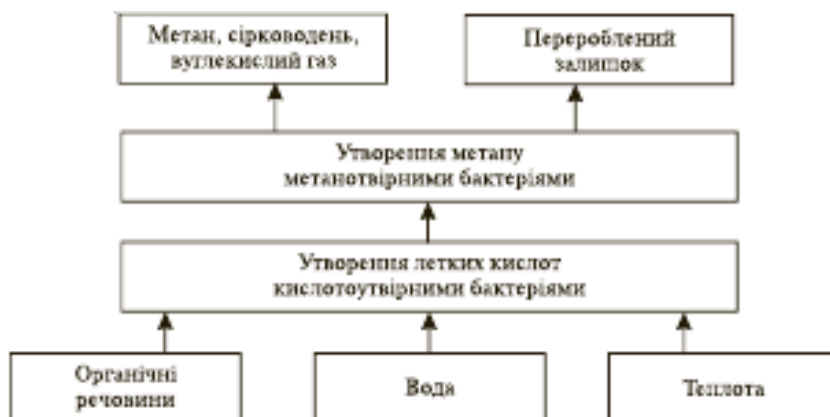 Метан, сірководень,
вуглекислий газ
Перероблений
залишок
Утворення метану
метанотвірними бактеріями
Утворення летких кислот
кислотоутвірними бактеріями
Органічні
речовини
Вода
Теплота